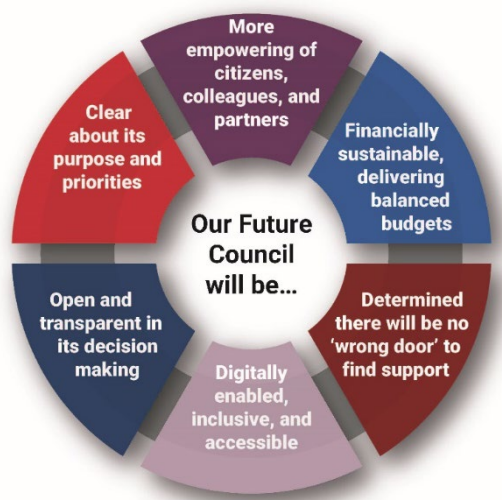 More
empowering of
citizens,
colleagues, and
partners
Financially
sustainable,
delivering
balanced
budgets
Determined
there will be no
‘wrong door’ to
find support
Digitally
enabled,
inclusive, and
accessible
Open and
transparent in
its decision
making
Clear
about its
purpose and
priorities
Our Future
Council
will be...